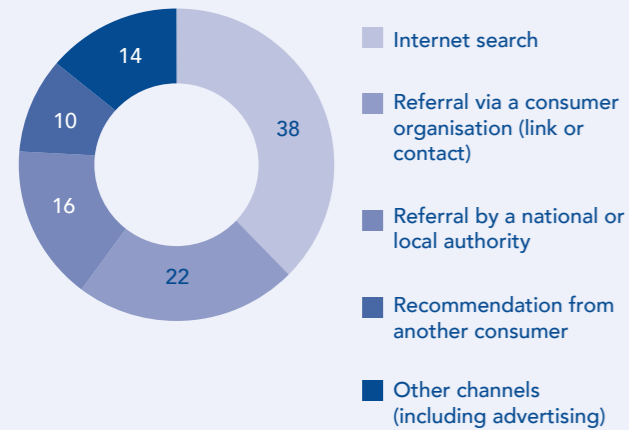 14
10
38
16
22
Internet search
Referral via a consumer
organisation (link or
contact)
Referral by a national or
local authority
Recommendation from
another consumer
Other channels
(including advertising)